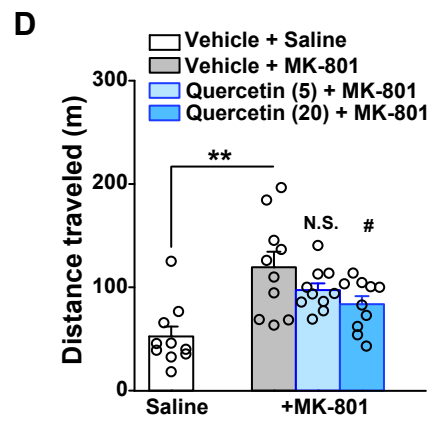 D
Vehicle + Saline
Vehicle + MK-801
Quercetin (5) + MK-801
Quercetin (20) + MK-801
Distance traveled (m)
300
200
100
0
**
N.S.
#
Saline
+MK-801